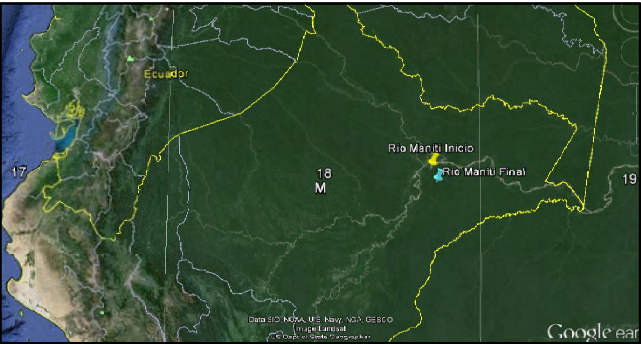 Ecuador
Rio Maniti Inicio
17
18
Rio Maniti Final
19
M
Data SIO, NOAA, U.S. Navy, NGA, GEBCO
Image Landsat
Google ear